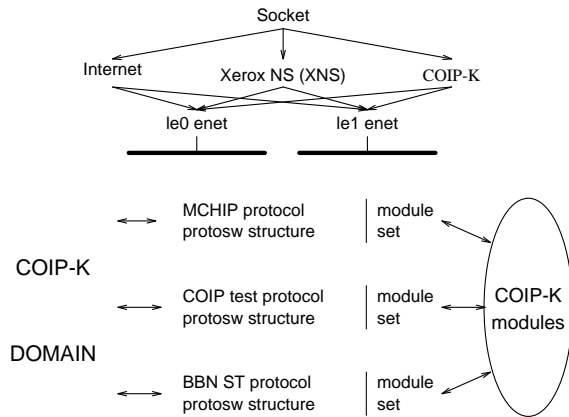 Socket
Internet
Xerox NS (XNS)
COIP-K
le0 enet
le1 enet
MCHIP protocol
protosw structure
module
set
COIP-K
COIP test protocol
protosw structure
module
set
COIP-K
modules
DOMAIN
BBN ST protocol
protosw structure
module
set